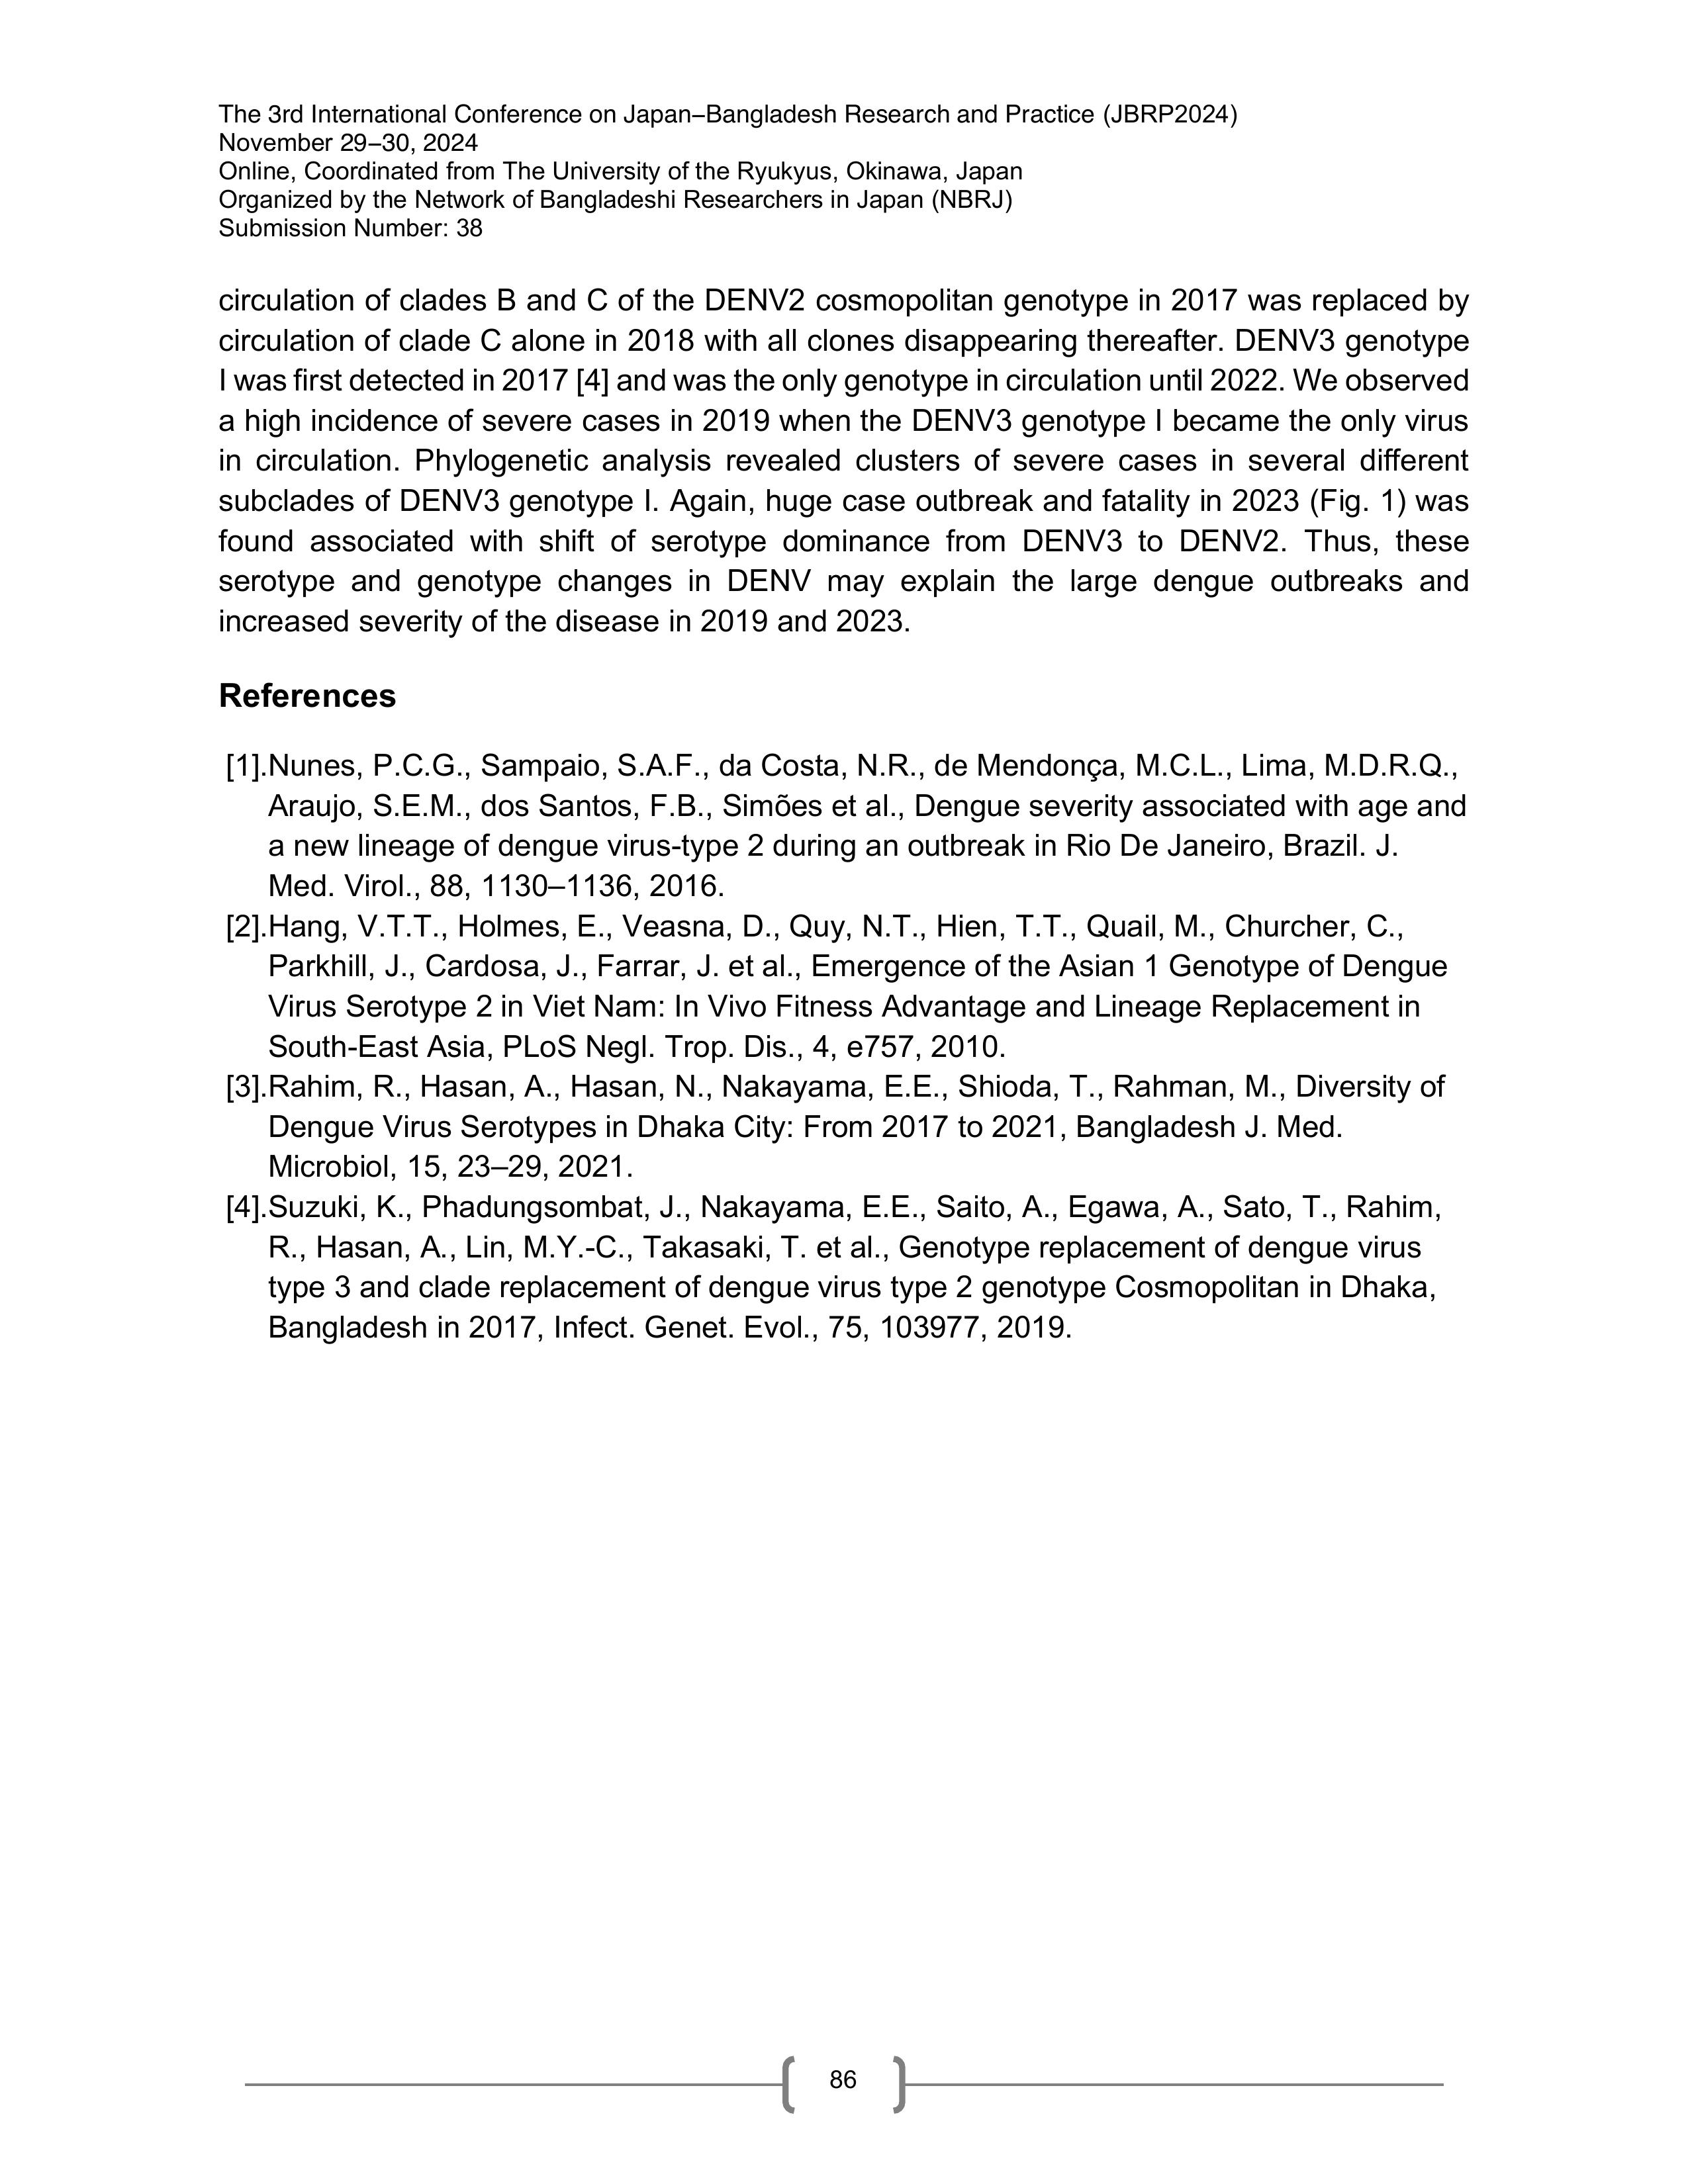 The 3rd International Conference on Japan–Bangladesh Research and Practice (JBRP2024)
November 29–30, 2024
Online, Coordinated from The University of the Ryukyus, Okinawa, Japan
Organized by the Network of Bangladeshi Researchers in Japan (NBRJ)
Submission Number: 38
circulation of clades B and C of the DENV2 cosmopolitan genotype in 2017 was replaced by
circulation of clade C alone in 2018 with all clones disappearing thereafter. DENV3 genotype
I was first detected in 2017 [4] and was the only genotype in circulation until 2022. We observed
a high incidence of severe cases in 2019 when the DENV3 genotype I became the only virus
in circulation. Phylogenetic analysis revealed clusters of severe cases in several different
subclades of DENV3 genotype I. Again, huge case outbreak and fatality in 2023 (Fig. 1) was
found associated with shift of serotype dominance from DENV3 to DENV2. Thus, these
serotype and genotype changes in DENV may explain the large dengue outbreaks and
increased severity of the disease in 2019 and 2023.
References
[1].Nunes, P.C.G., Sampaio, S.A.F., da Costa, N.R., de Mendonça, M.C.L., Lima, M.D.R.Q.,
Araujo, S.E.M., dos Santos, F.B., Simões et al., Dengue severity associated with age and
a new lineage of dengue virus-type 2 during an outbreak in Rio De Janeiro, Brazil. J.
Med. Virol., 88, 1130–1136, 2016.
[2].Hang, V.T.T., Holmes, E., Veasna, D., Quy, N.T., Hien, T.T., Quail, M., Churcher, C.,
Parkhill, J., Cardosa, J., Farrar, J. et al., Emergence of the Asian 1 Genotype of Dengue
Virus Serotype 2 in Viet Nam: In Vivo Fitness Advantage and Lineage Replacement in
South-East Asia, PLoS Negl. Trop. Dis., 4, e757, 2010.
[3].Rahim, R., Hasan, A., Hasan, N., Nakayama, E.E., Shioda, T., Rahman, M., Diversity of
Dengue Virus Serotypes in Dhaka City: From 2017 to 2021, Bangladesh J. Med.
Microbiol, 15, 23–29, 2021.
[4].Suzuki, K., Phadungsombat, J., Nakayama, E.E., Saito, A., Egawa, A., Sato, T., Rahim,
R., Hasan, A., Lin, M.Y.-C., Takasaki, T. et al., Genotype replacement of dengue virus
type 3 and clade replacement of dengue virus type 2 genotype Cosmopolitan in Dhaka,
Bangladesh in 2017, Infect. Genet. Evol., 75, 103977, 2019.
86